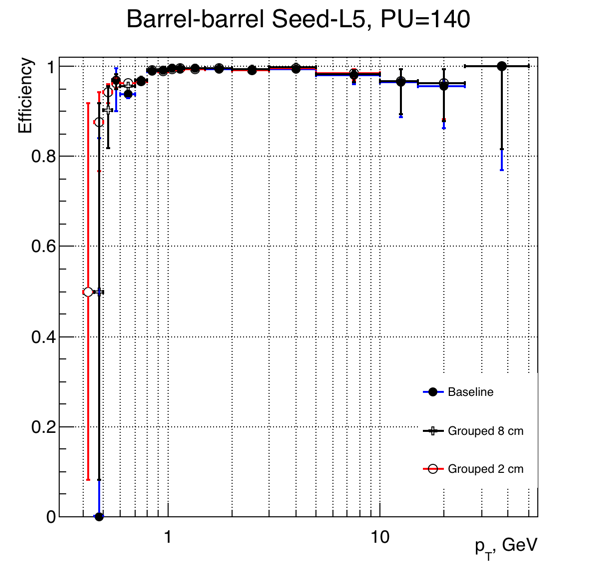 Barrel-barrel Seed-L5, PU=140
Efficiency
1
0.8
0.6
0.4
0.2
0
Baseline
Grouped 8 cm
Grouped 2 cm
1
10
p_T, GeV